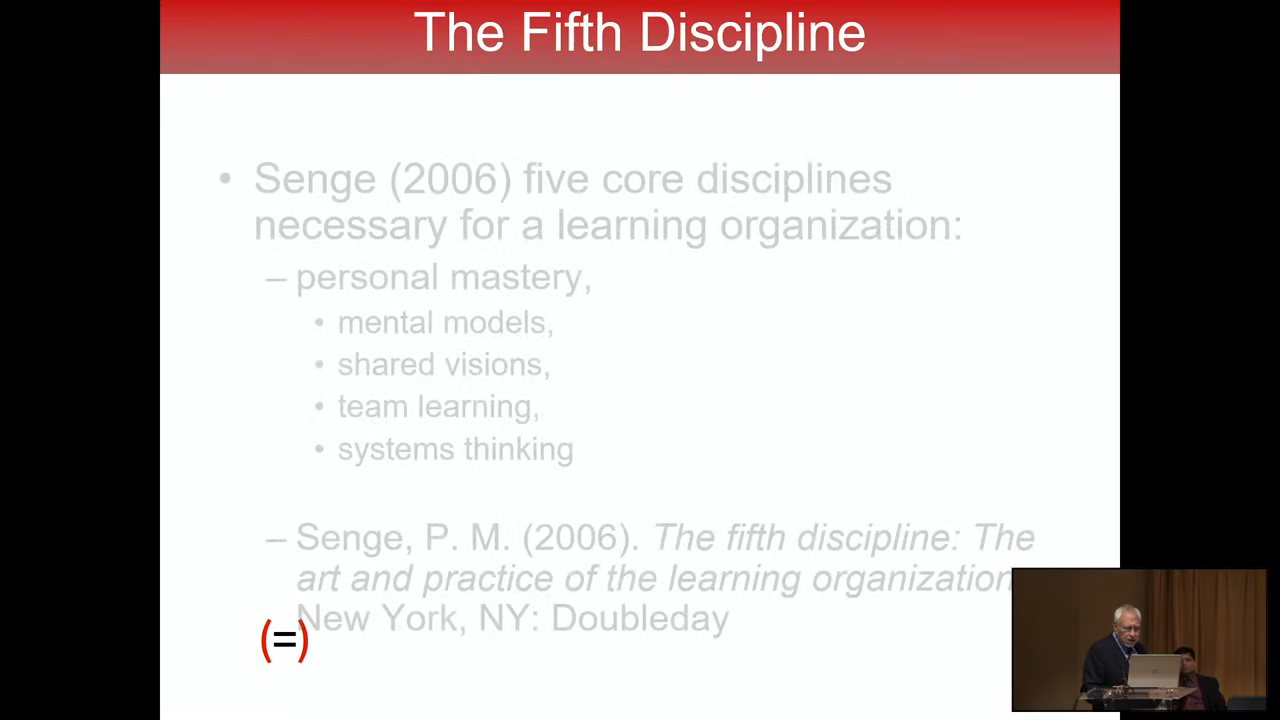 The Fifth Discipline
• Senge (2006) five core disciplines
necessary for a learning organization:
– personal mastery,
• mental models,
• shared visions,
• team learning,
• systems thinking
– Senge, P. M. (2006). The fifth discipline: The
art and practice of the learning organization
New York, NY: Doubleday
(=)